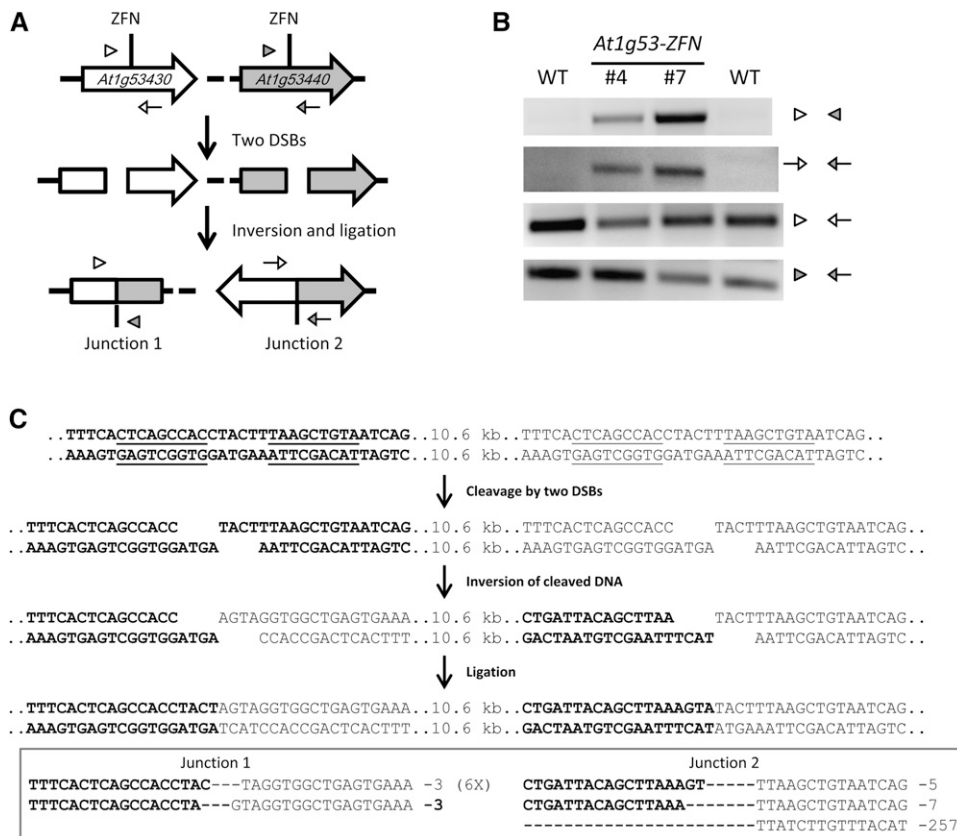 A
ZFN ZFN
At1g53430 At1g53440
Two DSBs
Inversion and ligation
Junction 1 Junction 2
B
At1g53-ZFN
WT #4 #7 WT
C
..TTTCACTCAGCCACCTACTTTAAGCTGTAATCAG..10.6 kb..TTTCACTCAGCCACCTACTTTAAGCTGTAATCAG..
..AAAGTGAGTCGGTGGATGAAATTCGACATTAGTC..10.6 kb..AAAGTGAGTCGGTGGATGAAATTCGACATTAGTC..
Cleavage by two DSBs
..TTTCACTCAGCCACC TACTTTAAGCTGTAATCAG..10.6 kb..TTTCACTCAGCCACC TACTTTAAGCTGTAATCAG..
..AAAGTGAGTCGGTGGATGA AATTCGACATTAGTC..10.6 kb..AAAGTGAGTCGGTGGATGA AATTCGACATTAGTC..
Inversion of cleaved DNA
..TTTCACTCAGCCACC AGTAGGTGGCTGAGTGAAA..10.6 kb..CTGATTACAGCTTAA TACTTTAAGCTGTAATCAG..
..AAAGTGAGTCGGTGGATGA CCACCGACTCACTTT..10.6 kb..GACTAATGTCGAATTTCAT AATTCGACATTAGTC..
Ligation
..TTTCACTCAGCCACCTACTAGTAGGTGGCTGAGTGAAA..10.6 kb..CTGATTACAGCTTAAAGTATACTTTAAGCTGTAATCAG..
..AAAGTGAGTCGGTGGATGATCATCCACCGACTCACTTT..10.6 kb..GACTAATGTCGAATTTCATATGAAATTCGACATTAGTC..
Junction 1 Junction 2
TTTCACTCAGCCACCTAC---TAGGTGGCTGAGTGAAA -3 (6X) CTGATTACAGCTTAAAGT-----TTAAGCTGTAATCAG -5
TTTCACTCAGCCACCTA---GTAGGTGGCTGAGTGAAA -3 CTGATTACAGCTTAAA-------TTAAGCTGTAATCAG -7
-----------------------TTATCTTGTTTACAT -257